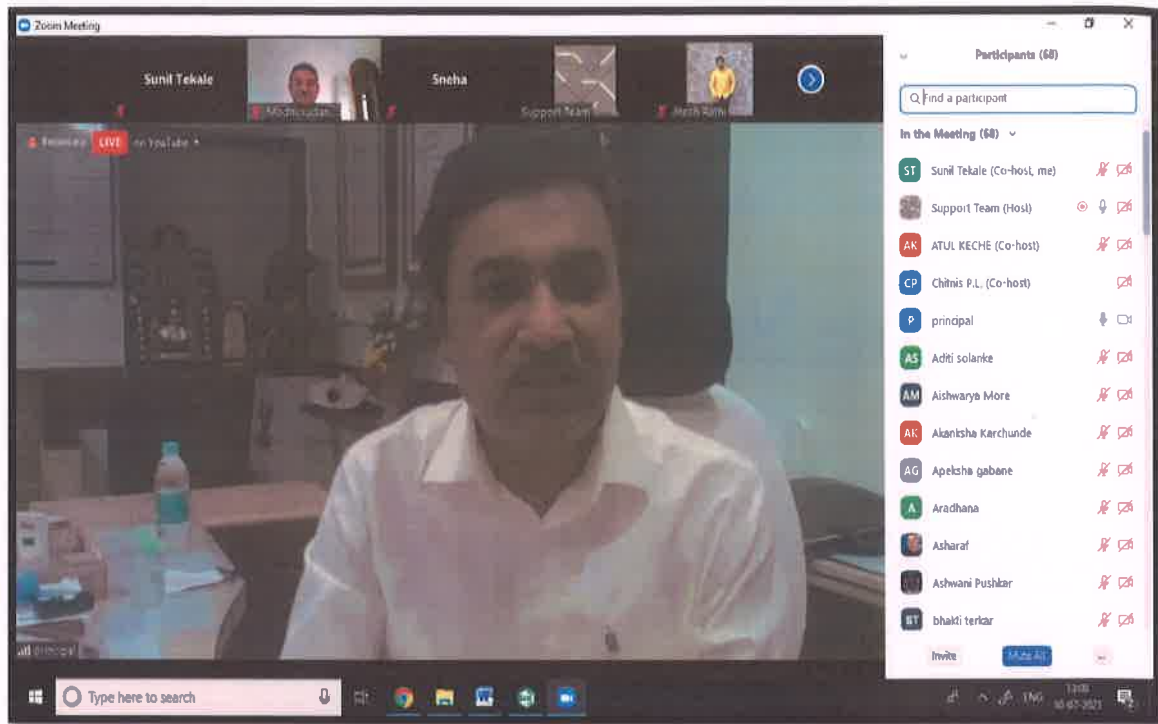 Zoom Meeting
Sunil Tekale
Sneha
Support Team
LIVE on YouTube
principal
Participants (68)
Find a participant
In the Meeting (68)
ST Sunil Tekale (Co-host, me)
Support Team (Host)
AK ATUL KECHE (Co-host)
CP Chitnis P.L. (Co-host)
P principal
AS Aditi solanke
AM Aishwarya More
AK Akanksha Karchunde
AG Apeksha gabane
A Aradhana
Asharaf
Ashwani Pushkar
BT bhakti terkar
Invite
Mute All
Type here to search
ENG